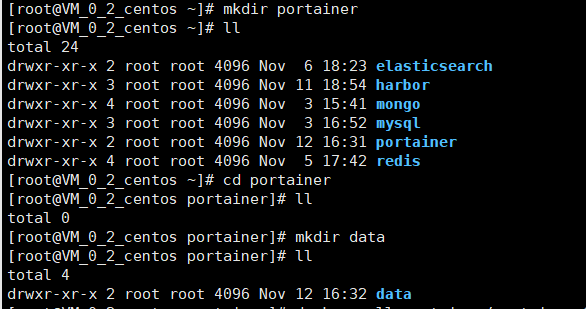 [root@VM_0_2_centos ~]# mkdir portainer
[root@VM_0_2_centos ~]# ll
total 24
drwxr-xr-x 2 root root 4096 Nov  6 18:23 elasticsearch
drwxr-xr-x 3 root root 4096 Nov 11 18:54 harbor
drwxr-xr-x 4 root root 4096 Nov  3 15:41 mongo
drwxr-xr-x 3 root root 4096 Nov  3 16:52 mysql
drwxr-xr-x 2 root root 4096 Nov 12 16:31 portainer
drwxr-xr-x 4 root root 4096 Nov  5 17:42 redis
[root@VM_0_2_centos ~]# cd portainer
[root@VM_0_2_centos portainer]# ll
total 0
[root@VM_0_2_centos portainer]# mkdir data
[root@VM_0_2_centos portainer]# ll
total 4
drwxr-xr-x 2 root root 4096 Nov 12 16:32 data